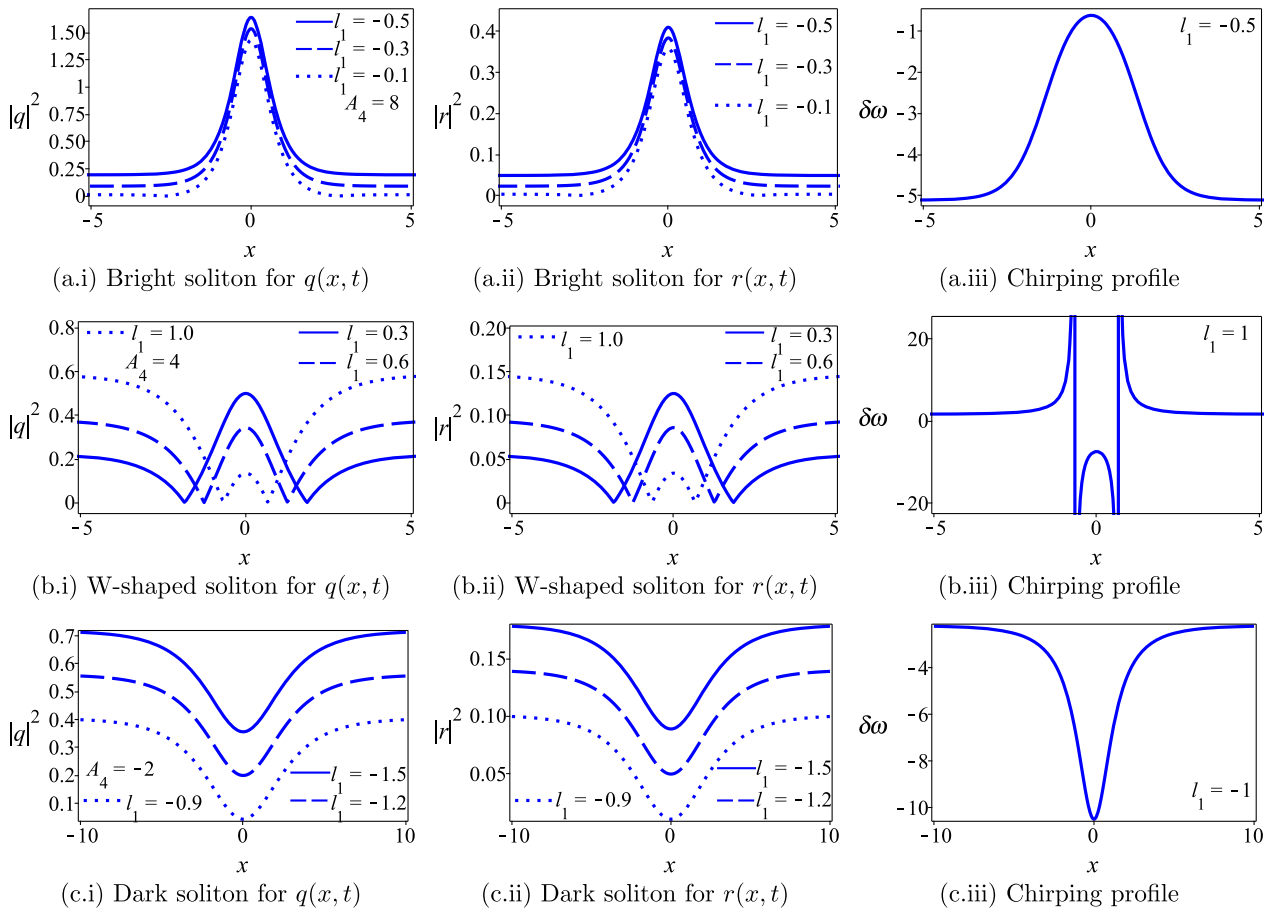 1.50
1.25
1
0.75
0.50
0.25
0
|q|²
l₁ = −0.5
l₁ = −0.3
l₁ = −0.1
A₄ = 8
−5 0 5
x
(a.i) Bright soliton for q(x, t)
0.4
0.3
0.2
0.1
0
|r|²
l₁ = −0.5
l₁ = −0.3
l₁ = −0.1
−5 0 5
x
(a.ii) Bright soliton for r(x, t)
−1
−2
−3
−4
−5
δω
l₁ = −0.5
−5 0 5
x
(a.iii) Chirping profile
0.8
0.6
0.4
0.2
0
|q|²
l₁ = 1.0
A₄ = 4
l₁ = 0.3
l₁ = 0.6
−5 0 5
x
(b.i) W-shaped soliton for q(x, t)
0.20
0.15
0.10
0.05
0
|r|²
l₁ = 1.0
l₁ = 0.3
l₁ = 0.6
−5 0 5
x
(b.ii) W-shaped soliton for r(x, t)
20
0
−20
δω
l₁ = 1
−5 0 5
x
(b.iii) Chirping profile
0.7
0.6
0.5
0.4
0.3
0.2
0.1
|q|²
A₄ = −2
l₁ = −0.9
l₁ = −1.5
l₁ = −1.2
−10 0 10
x
(c.i) Dark soliton for q(x, t)
0.15
0.10
0.05
|r|²
l₁ = −0.9
l₁ = −1.5
l₁ = −1.2
−10 0 10
x
(c.ii) Dark soliton for r(x, t)
−4
−6
−8
−10
δω
l₁ = −1
−10 0 10
x
(c.iii) Chirping profile